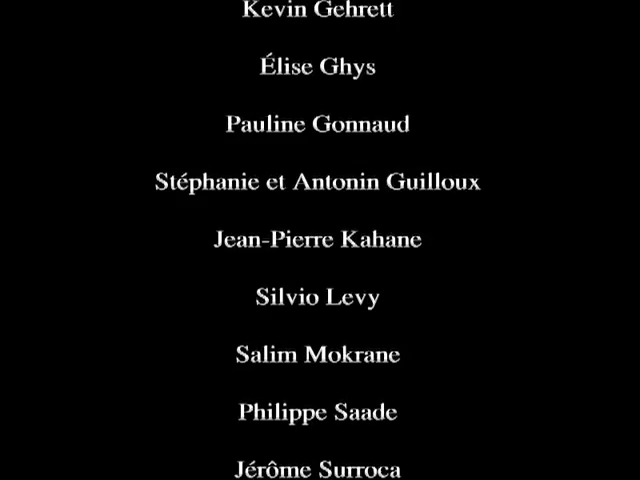 Kevin Gehrett
Élise Ghys
Pauline Gonnaud
Stéphanie et Antonin Guilloux
Jean-Pierre Kahane
Silvio Levy
Salim Mokrane
Philippe Saade
Jérôme Surroca